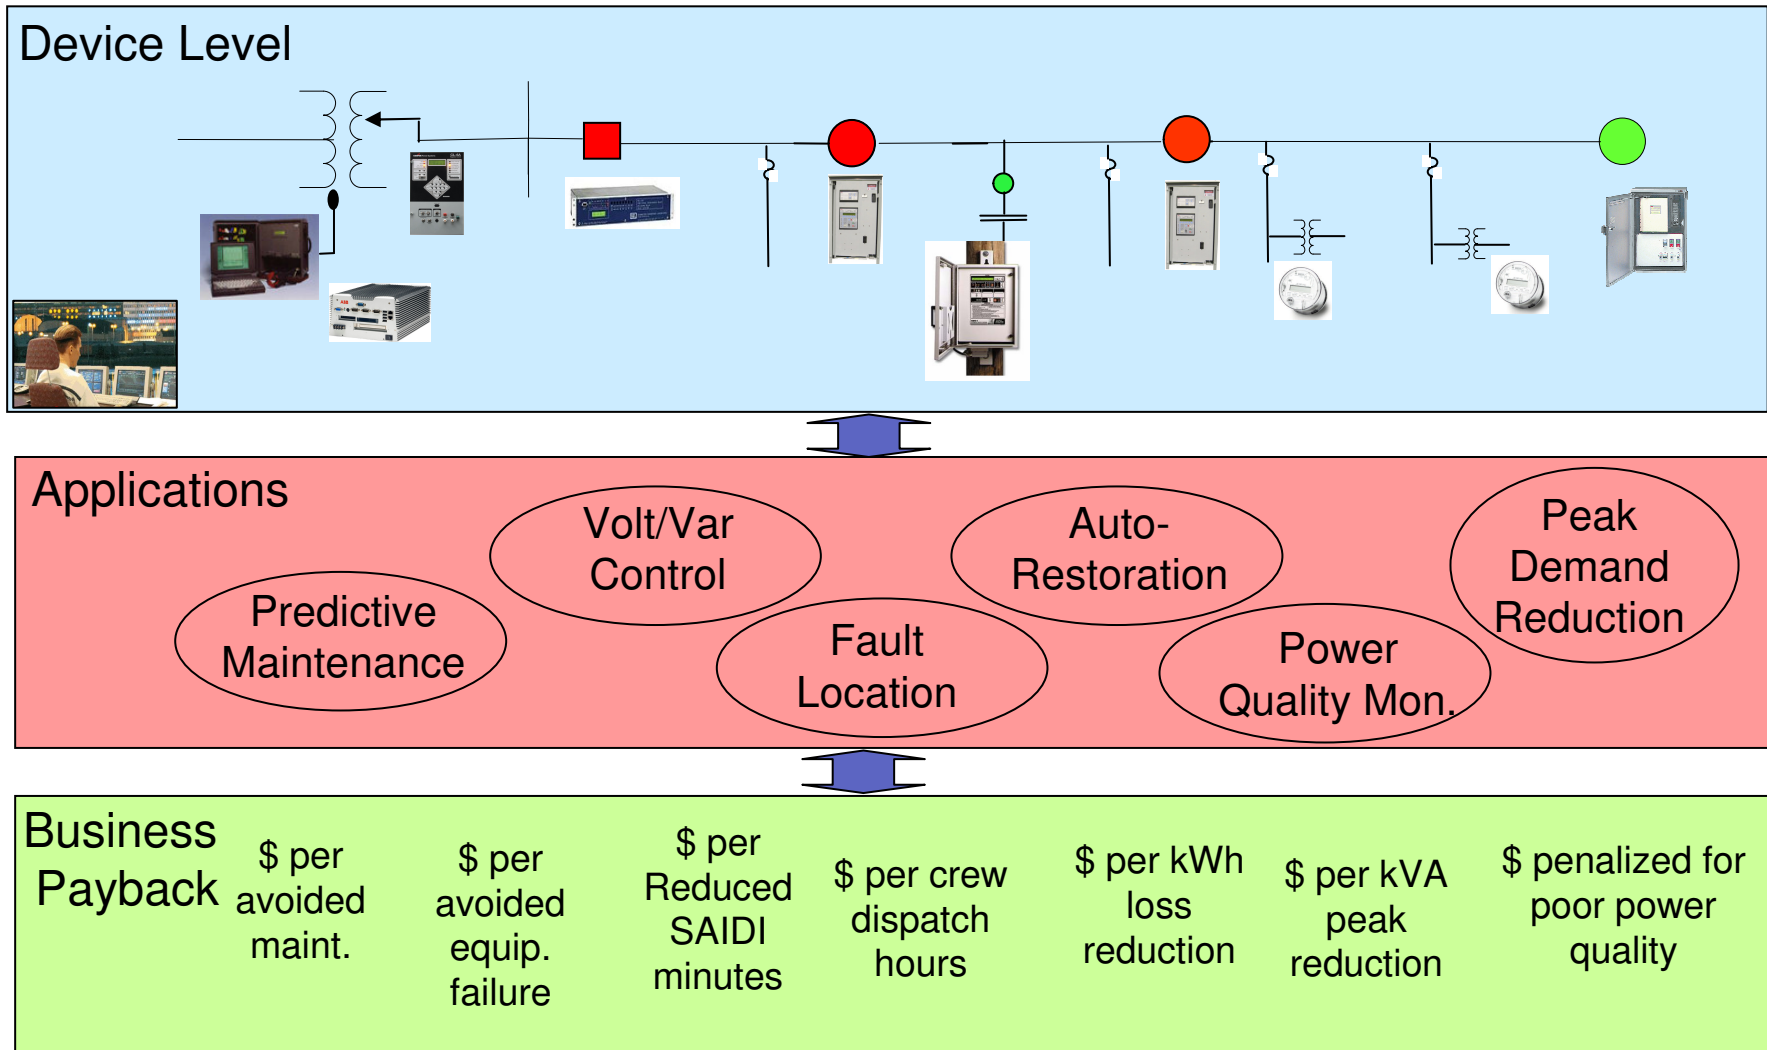 Device Level
ABB
Applications
Volt/Var
Control
Auto-
Restoration
Peak
Demand
Reduction
Predictive
Maintenance
Fault
Location
Power
Quality Mon.
Business
Payback
$ per
avoided
maint.
$ per
avoided
equip.
failure
$ per
Reduced
SAIDI
minutes
$ per crew
dispatch
hours
$ per kWh
loss
reduction
$ per kVA
peak
reduction
$ penalized for
poor power
quality